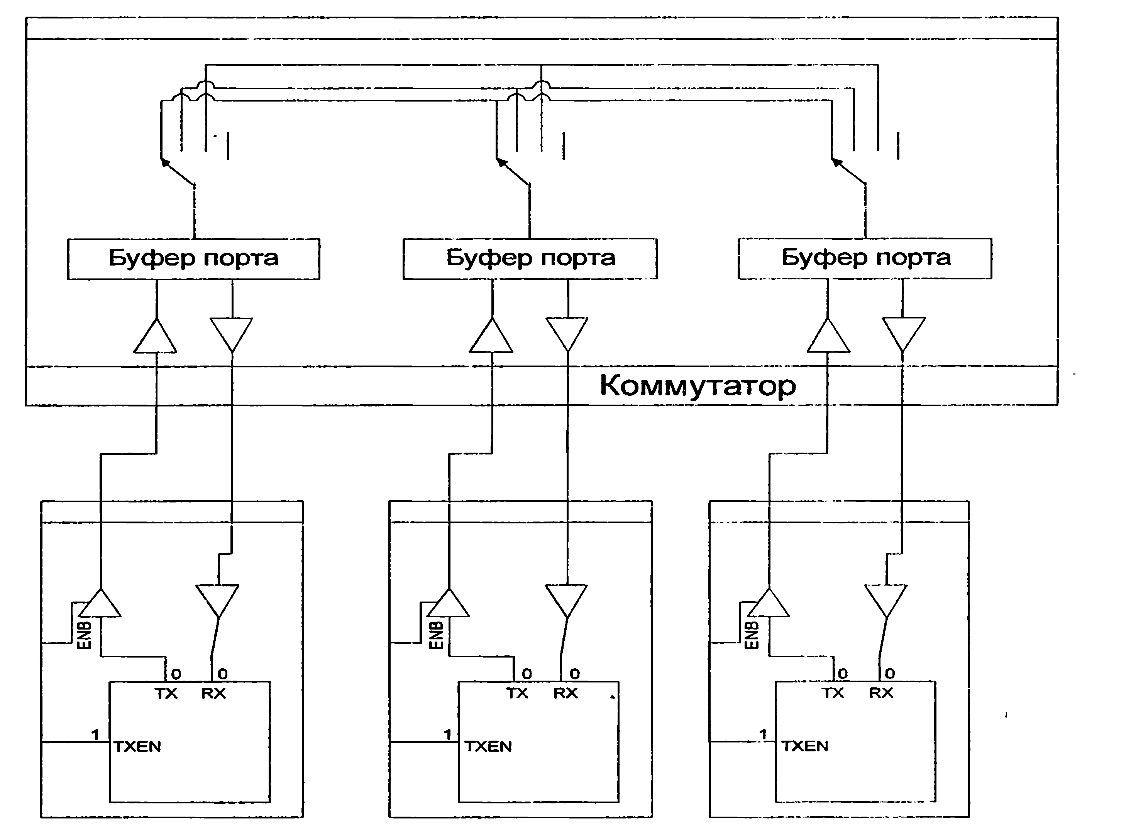 Буфер порта Буфер порта Буфер порта
Коммутатор
ENB ENB ENB
0 0 0 0 0 0
TX RX TX RX TX RX
1 1 1
TXEN TXEN TXEN